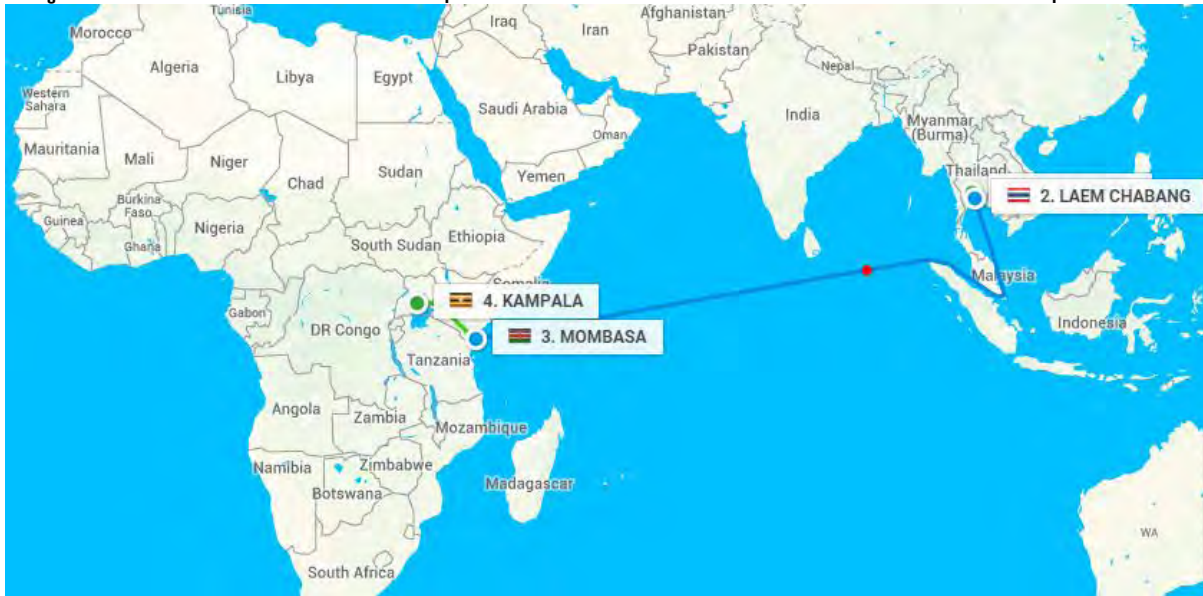 Tunisia
Morocco
Algeria
Libya
Egypt
Iraq
Iran
Afghanistan
Pakistan
Nepal
India
Western
Sahara
Saudi Arabia
Oman
Myanmar
(Burma)
Mauritania
Mali
Niger
Chad
Sudan
Yemen
Thailand
2. LAEM CHABANG
Burkina
Faso
Guinea
Ghana
Nigeria
South Sudan
Ethiopia
Somalia
Malaysia
4. KAMPALA
Gabon
DR Congo
3. MOMBASA
Indonesia
Tanzania
Angola
Zambia
Mozambique
Namibia
Zimbabwe
Botswana
Madagascar
WA
South Africa